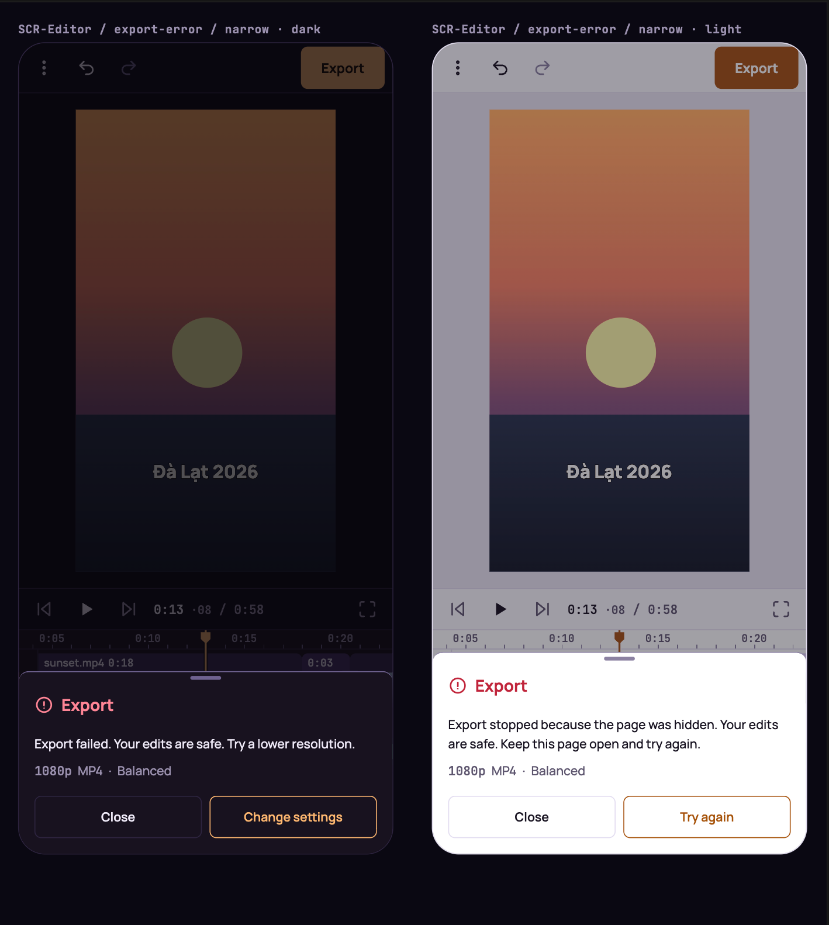 SCR-Editor / export-error / narrow · dark
Export
Đà Lạt 2026
0:13 ·08 / 0:58
0:05 0:10 0:15 0:20
sunset.mp4 0:18 0:03
Export
Export failed. Your edits are safe. Try a lower resolution.
1080p MP4 · Balanced
Close Change settings
SCR-Editor / export-error / narrow · light
Export
Đà Lạt 2026
0:13 ·08 / 0:58
0:05 0:10 0:15 0:20
Export
Export stopped because the page was hidden. Your edits
are safe. Keep this page open and try again.
1080p MP4 · Balanced
Close Try again